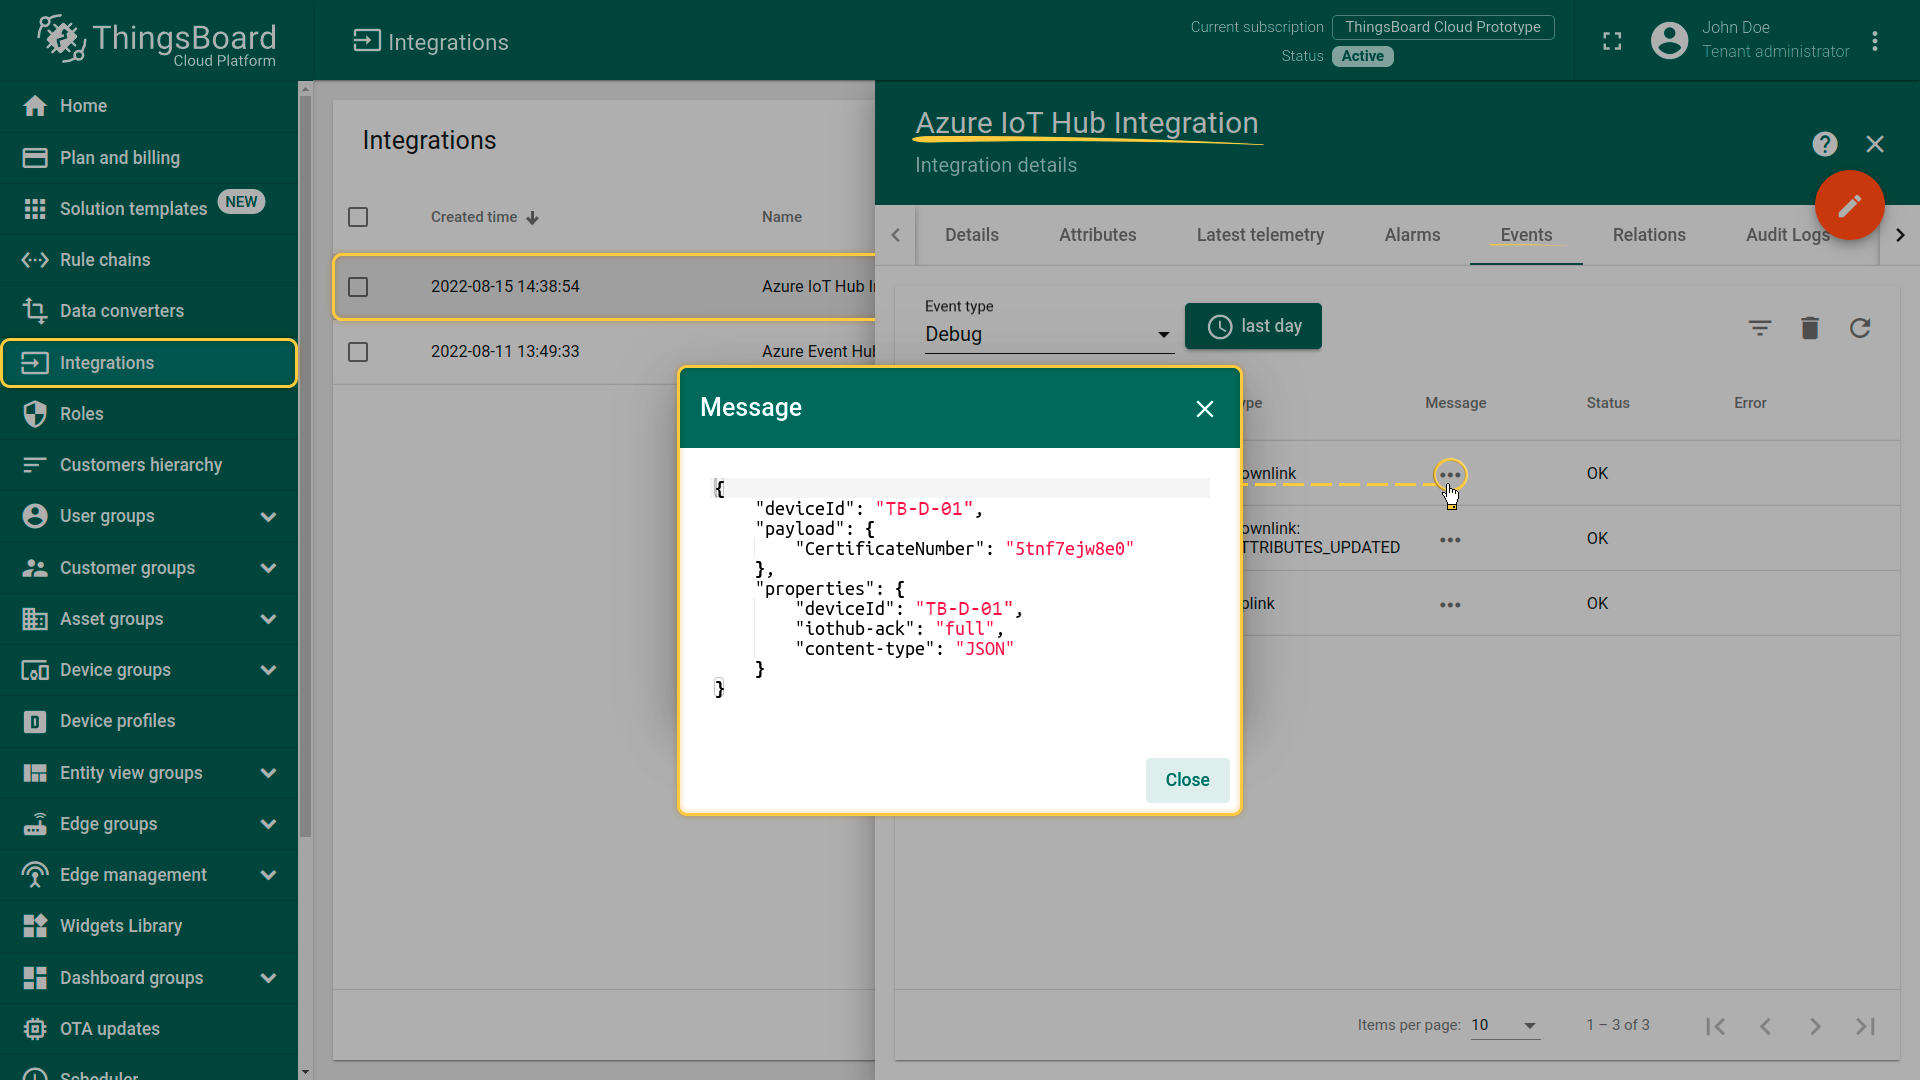 ThingsBoard
Cloud Platform
Integrations
Current subscription
ThingsBoard Cloud Prototype
Status
Active
John Doe
Tenant administrator
Home
Plan and billing
Solution templates
NEW
Rule chains
Data converters
Integrations
Roles
Customers hierarchy
User groups
Customer groups
Asset groups
Device groups
Device profiles
Entity view groups
Edge groups
Edge management
Widgets Library
Dashboard groups
OTA updates
Scheduler
Integrations
Created time
Name
2022-08-15 14:38:54
Azure IoT Hub
2022-08-11 13:49:33
Azure Event Hub
Azure IoT Hub Integration
Integration details
Details
Attributes
Latest telemetry
Alarms
Events
Relations
Audit Logs
Event type
Debug
last day
Message
Status
Error
ownlink
OK
ownlink:
TTRIBUTES_UPDATED
OK
plink
OK
Message
{
"deviceId": "TB-D-01",
"payload": {
"CertificateNumber": "5tnf7ejw8e0"
},
"properties": {
"deviceId": "TB-D-01",
"iothub-ack": "full",
"content-type": "JSON"
}
}
Close
Items per page:
10
1 – 3 of 3